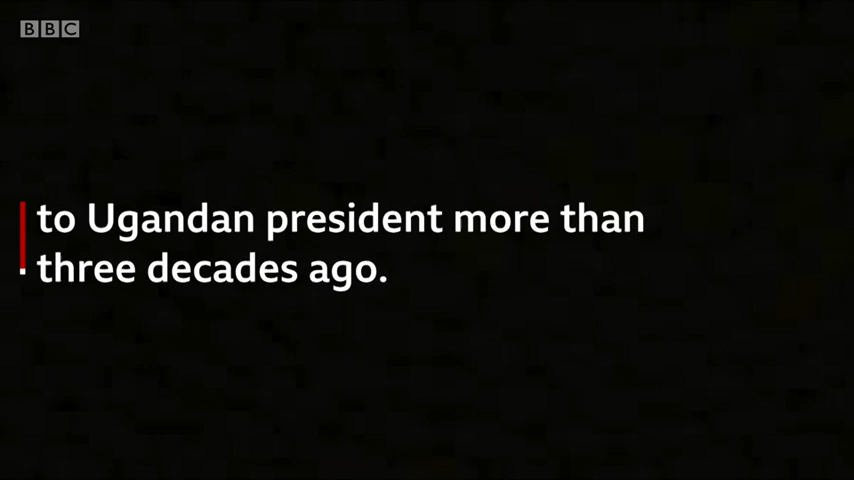 BBC
to Ugandan president more than
three decades ago.